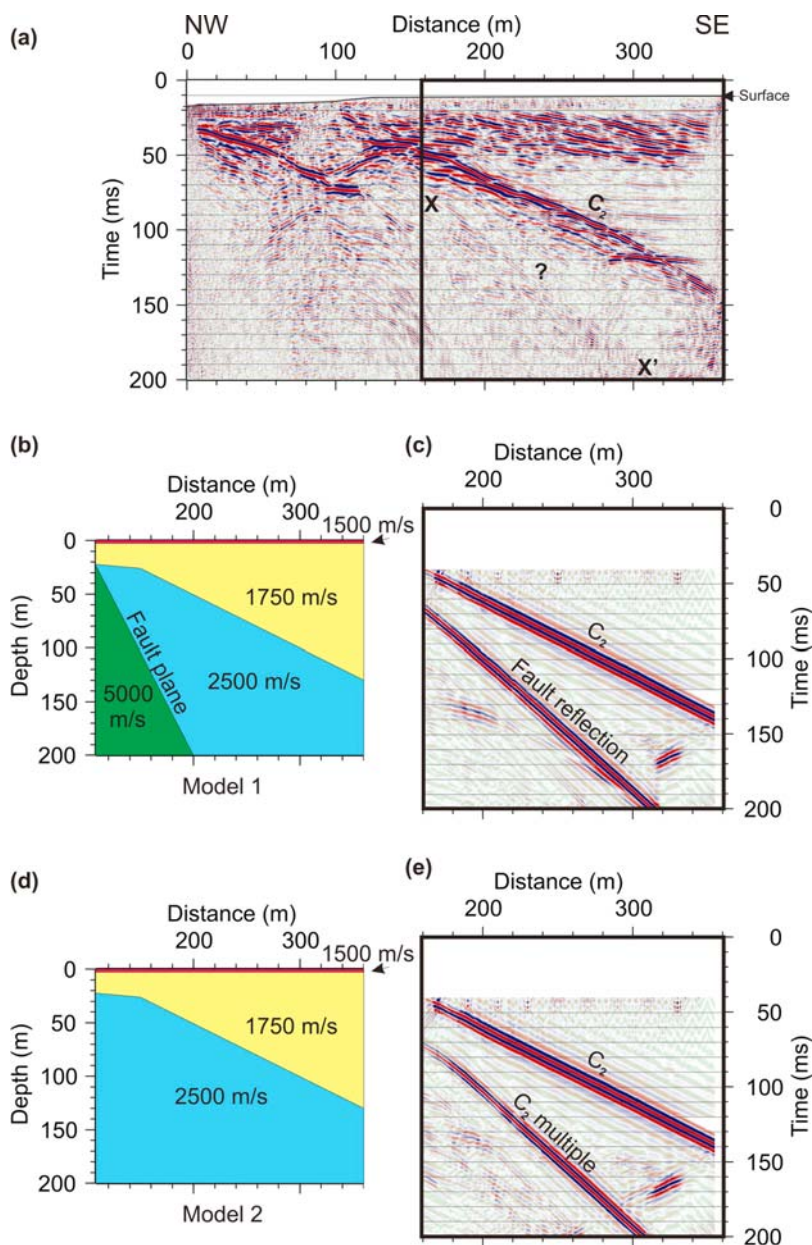 (a)
NW
Distance (m)
SE
0 100 200 300
Surface
0
50
100
150
200
Time (ms)
X
C₂
?
X'
(b)
Distance (m)
200 300
1500 m/s
0
50
100
150
200
Depth (m)
1750 m/s
Fault plane
2500 m/s
5000
m/s
Model 1
(c)
Distance (m)
200 300
0
50
100
150
200
Time (ms)
C₂
Fault reflection
(d)
Distance (m)
200 300
1500 m/s
0
50
100
150
200
Depth (m)
1750 m/s
2500 m/s
Model 2
(e)
Distance (m)
200 300
0
50
100
150
200
Time (ms)
C₂
C₂ multiple